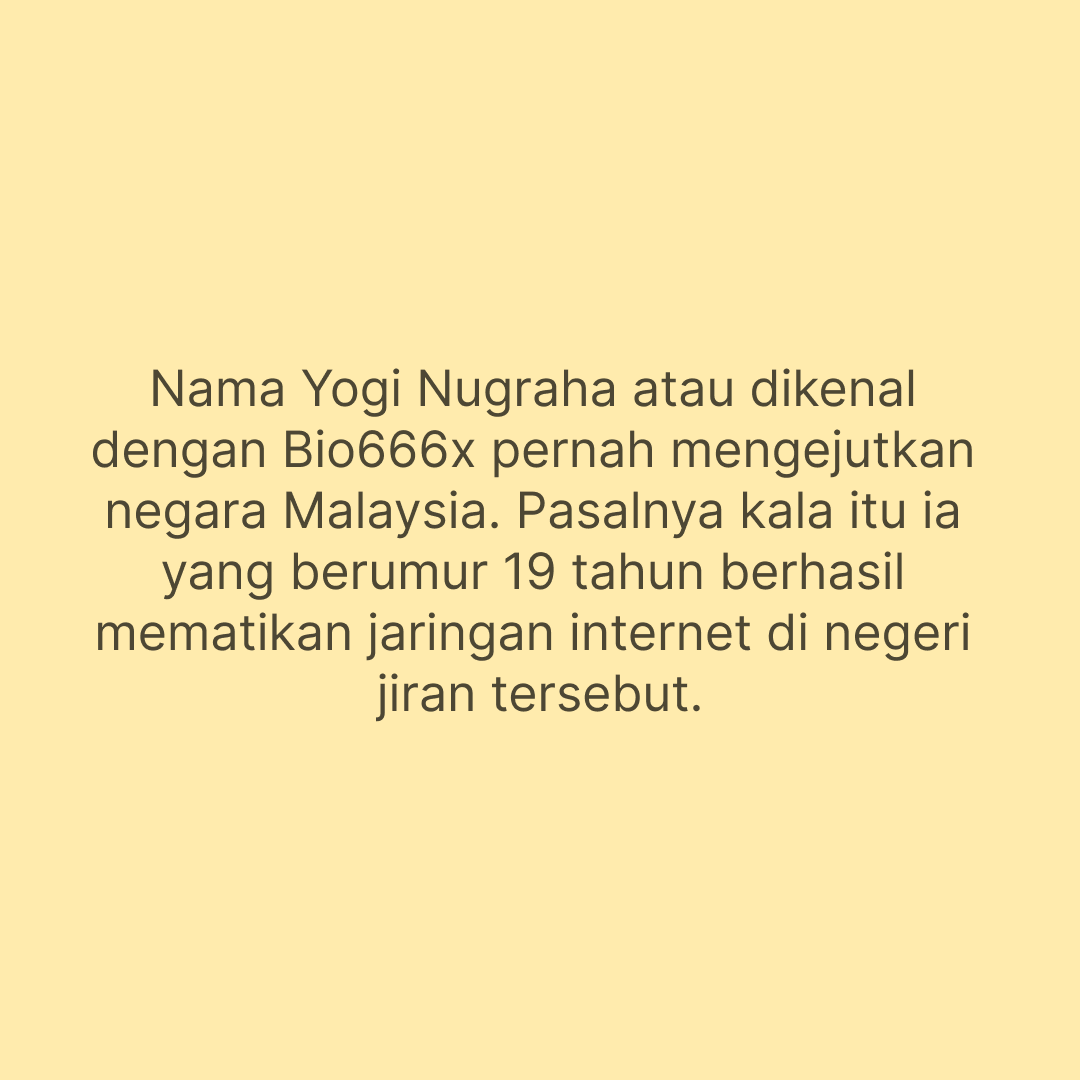 Nama Yogi Nugraha atau dikenal
dengan Bio666x pernah mengejutkan
negara Malaysia. Pasalnya kala itu ia
yang berumur 19 tahun berhasil
mematikan jaringan internet di negeri
jiran tersebut.